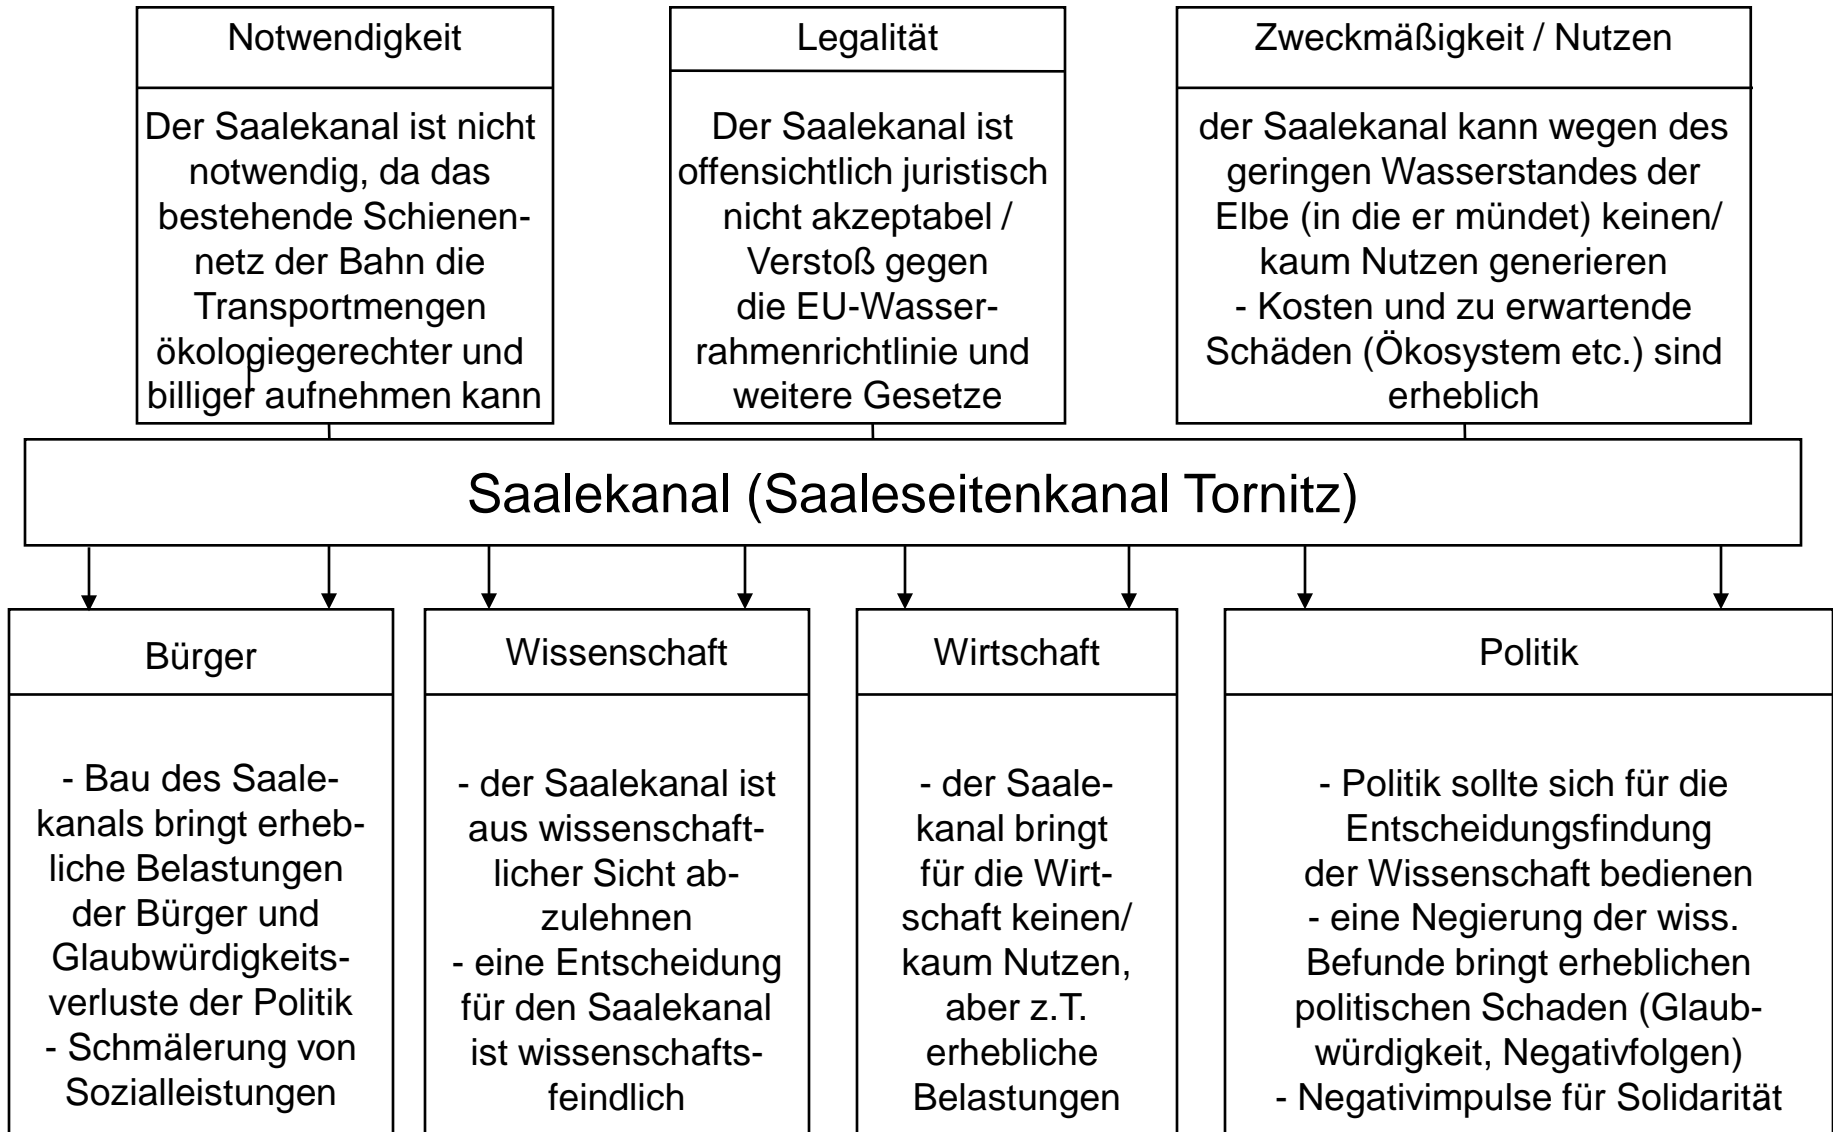 Notwendigkeit
Der Saalekanal ist nicht
notwendig, da das
bestehende Schienen-
netz der Bahn die
Transportmengen
ökologiegerechter und
billiger aufnehmen kann
Legalität
Der Saalekanal ist
offensichtlich juristisch
nicht akzeptabel /
Verstoß gegen
die EU-Wasser-
rahmenrichtlinie und
weitere Gesetze
Zweckmäßigkeit / Nutzen
der Saalekanal kann wegen des
geringen Wasserstandes der
Elbe (in die er mündet) keinen/
kaum Nutzen generieren
- Kosten und zu erwartende
Schäden (Ökosystem etc.) sind
erheblich
Saalekanal (Saaleseitenkanal Tornitz)
Bürger
- Bau des Saale-
kanals bringt erheb-
liche Belastungen
der Bürger und
Glaubwürdigkeits-
verluste der Politik
- Schmälerung von
Sozialleistungen
Wissenschaft
- der Saalekanal ist
aus wissenschaft-
licher Sicht ab-
zulehnen
- eine Entscheidung
für den Saalekanal
ist wissenschafts-
feindlich
Wirtschaft
- der Saale-
kanal bringt
für die Wirt-
schaft keinen/
kaum Nutzen,
aber z.T.
erhebliche
Belastungen
Politik
- Politik sollte sich für die
Entscheidungsfindung
der Wissenschaft bedienen
- eine Negierung der wiss.
Befunde bringt erheblichen
politischen Schaden (Glaub-
würdigkeit, Negativfolgen)
- Negativimpulse für Solidarität